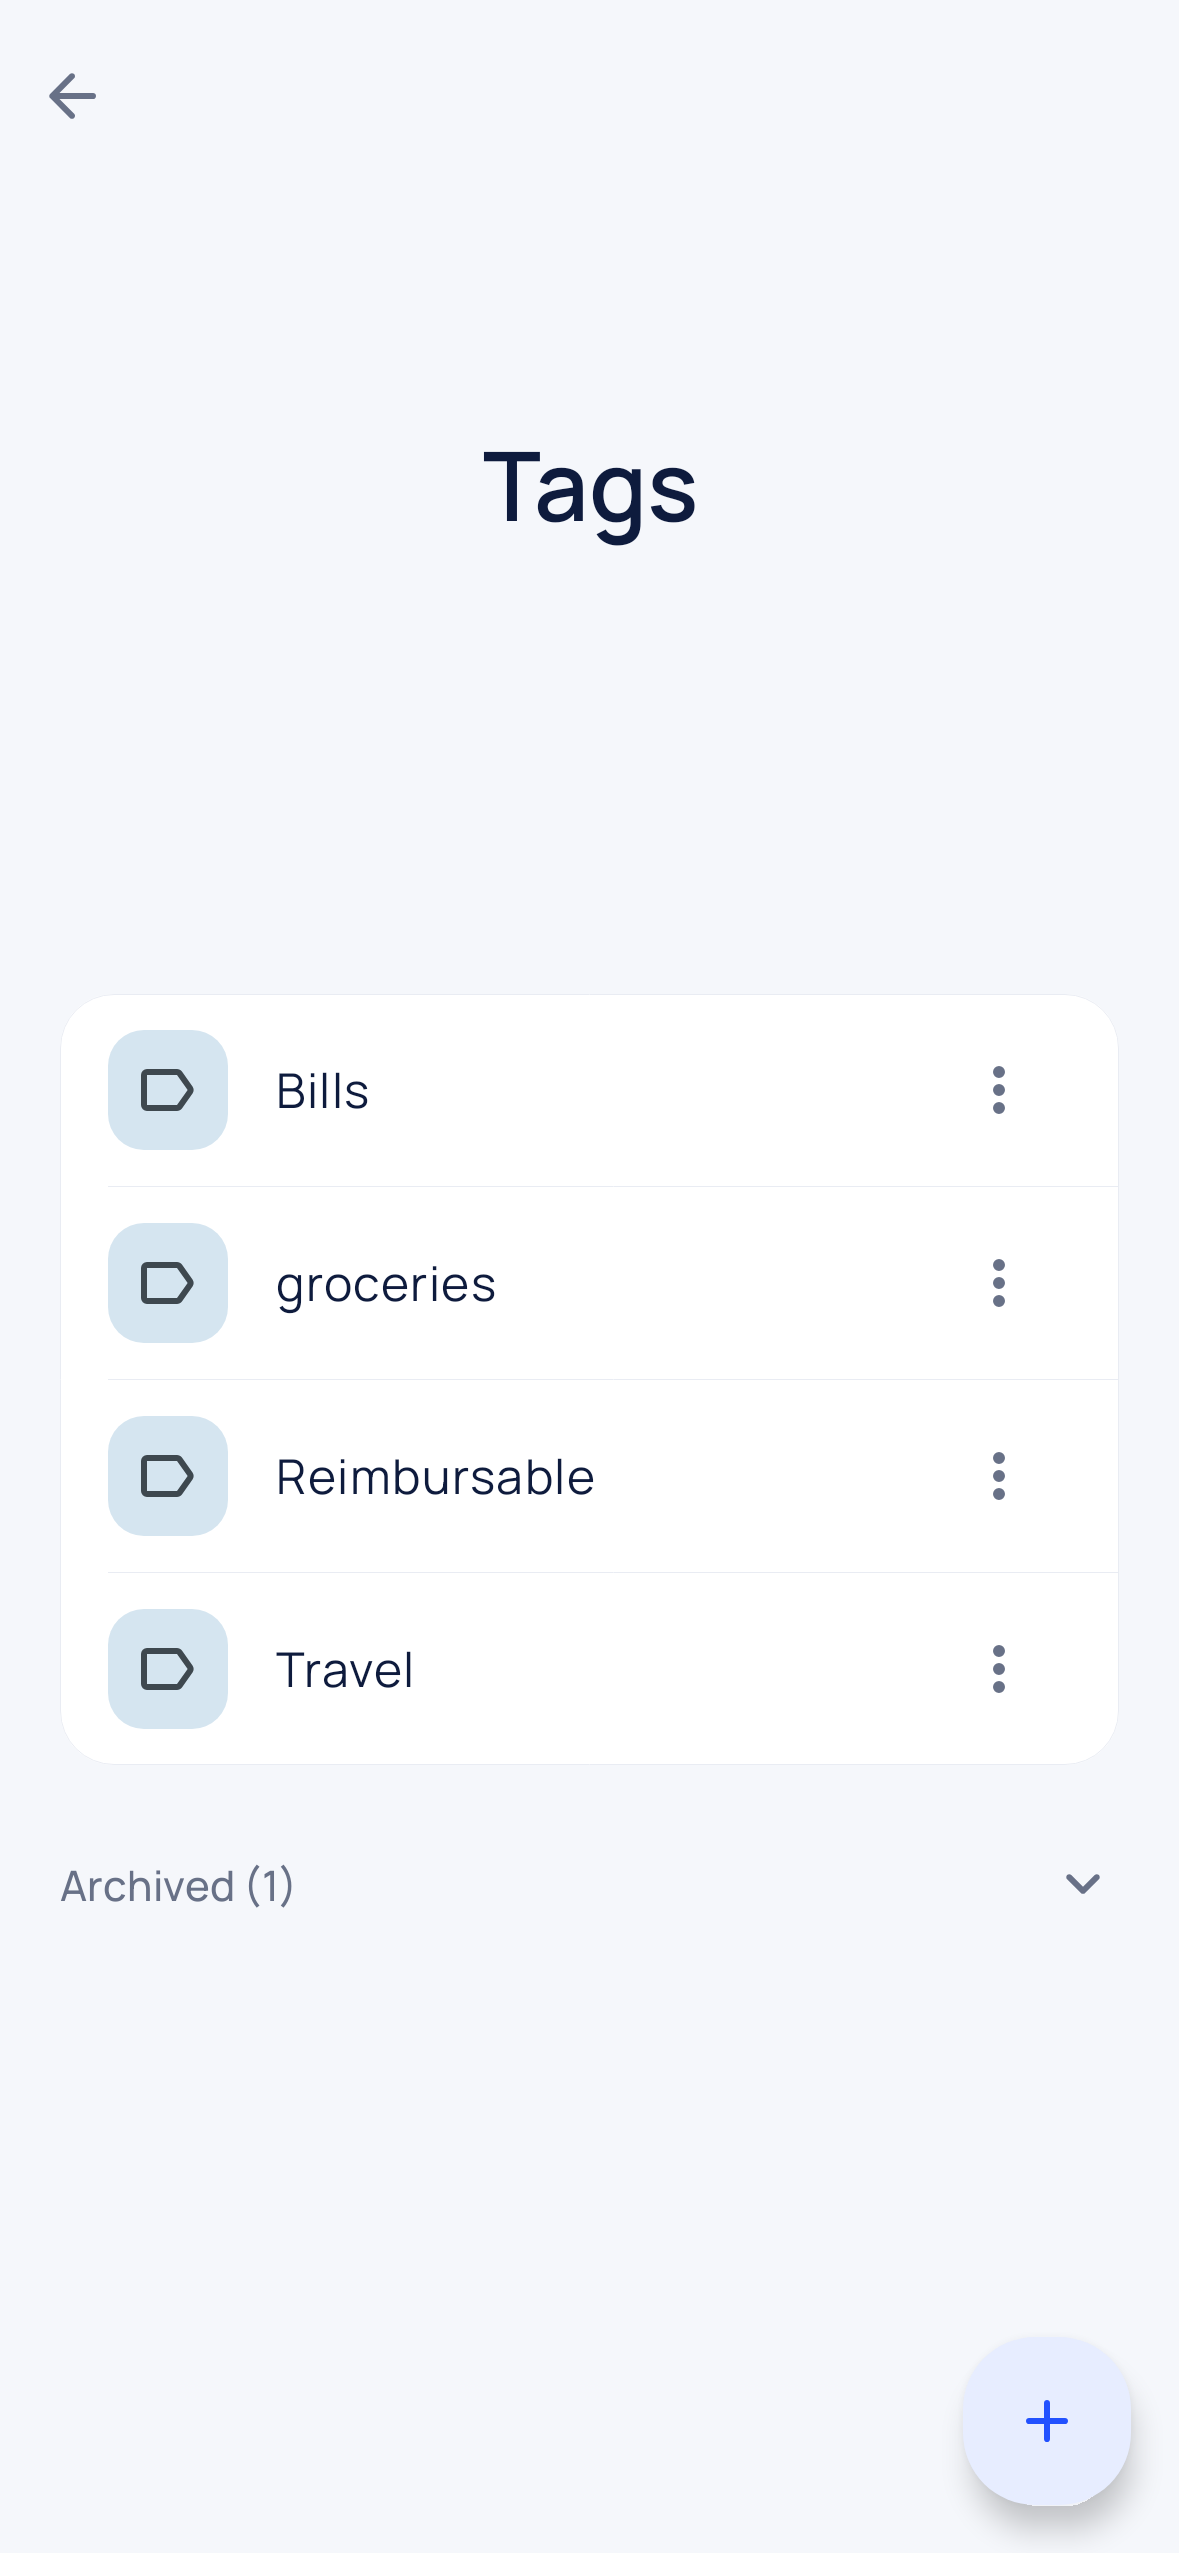 Tags
Bills
groceries
Reimbursable
Travel
Archived (1)